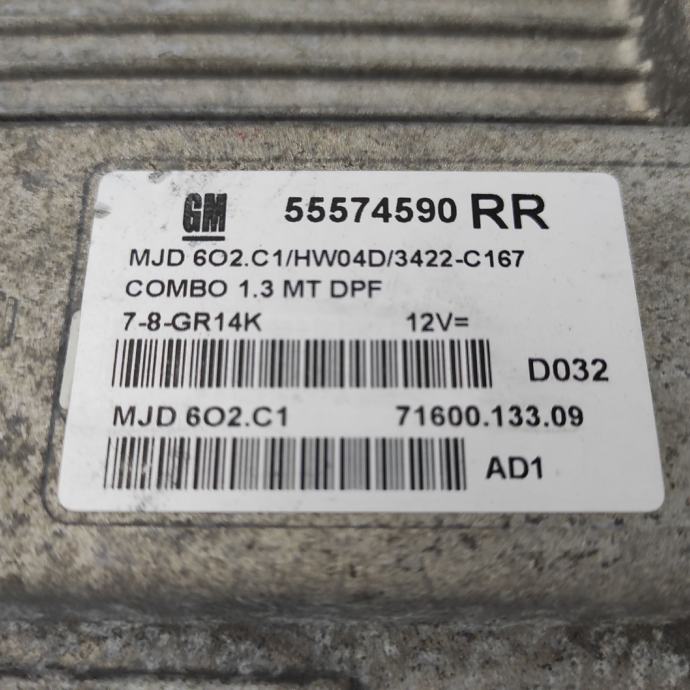 GM 55574590 RR
MJD 6O2.C1/HW04D/3422-C167
COMBO 1.3 MT DPF
7-8-GR14K 12V=
D032
MJD 6O2.C1 71600.133.09
AD1